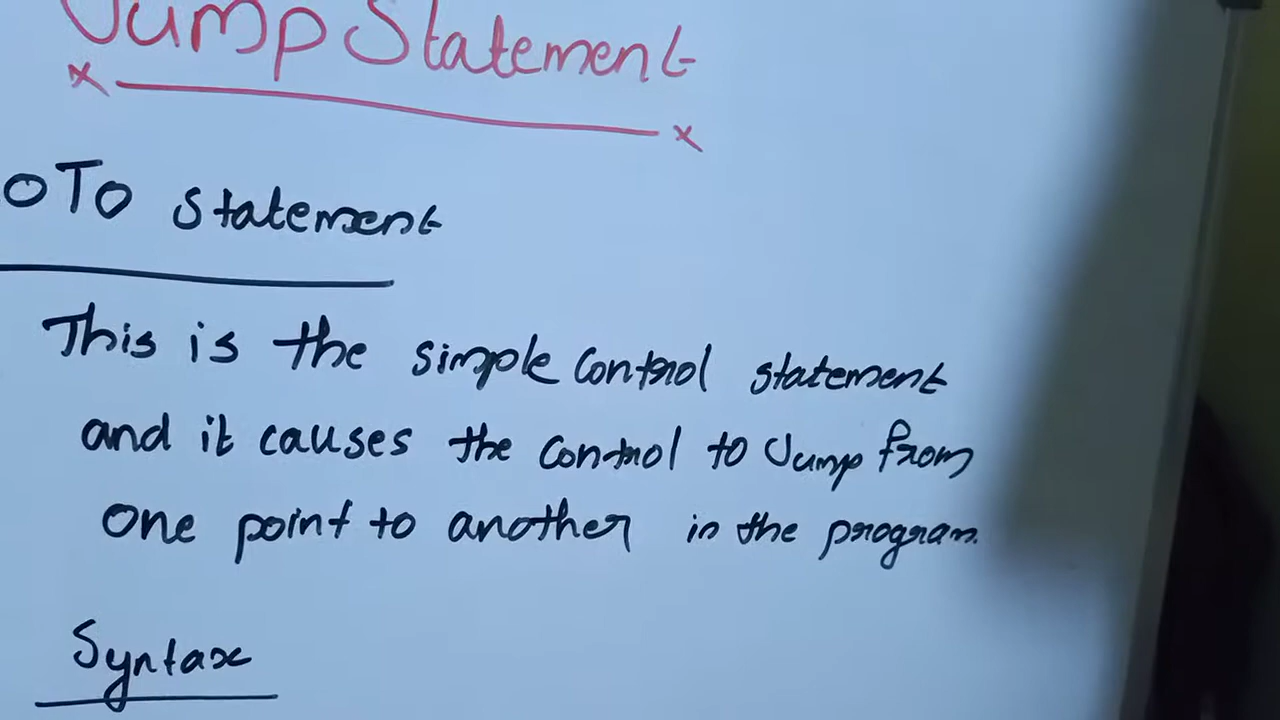 Jump Statement
oTo statement
This is the simple control statement
and it causes the control to Jump from
one point to another in the program.
Syntax